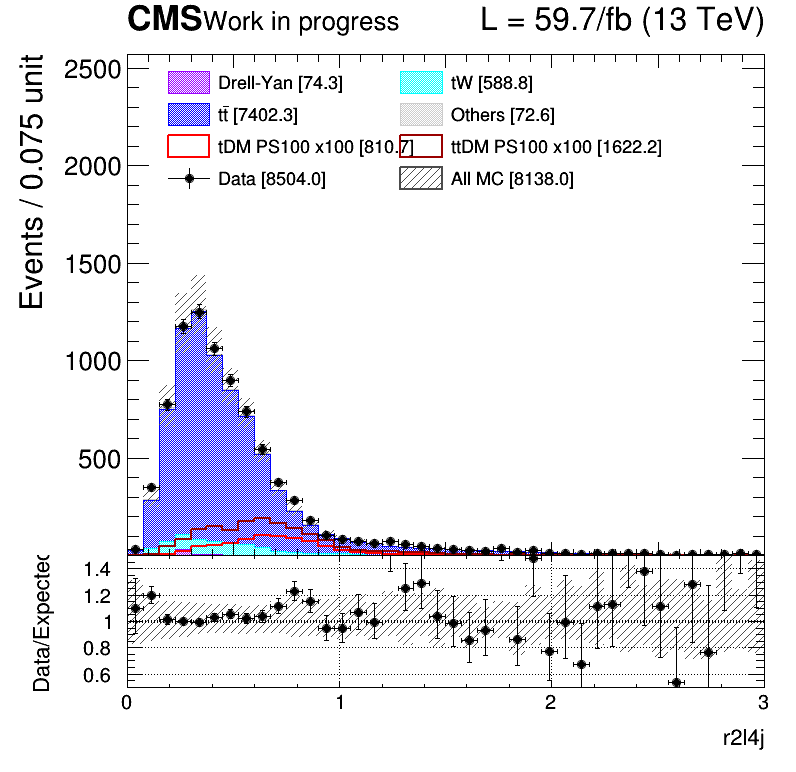 CMS Work in progress L = 59.7/fb (13 TeV)
Events / 0.075 unit
2500
2000
1500
1000
500
Drell-Yan [74.3] tW [588.8]
tt̄ [7402.3] Others [72.6]
tDM PS100 x100 [810.7] ttDM PS100 x100 [1622.2]
Data [8504.0] All MC [8138.0]
Data/Expected
1.4
1.2
1
0.8
0.6
0 1 2 3
r2l4j